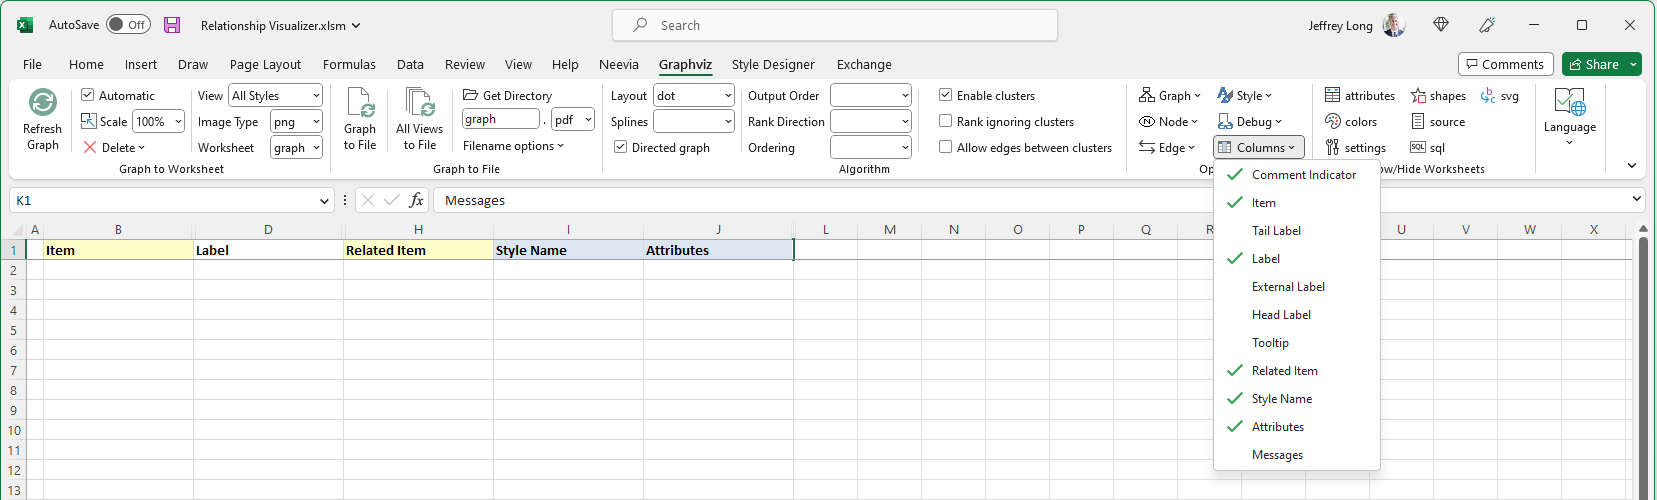 AutoSave Off Relationship Visualizer.xlsm Search Jeffrey Long
File Home Insert Draw Page Layout Formulas Data Review View Help Neevia Graphviz Style Designer Exchange Comments Share
Refresh Graph
Automatic View All Styles
Scale 100% Image Type png
Delete Worksheet graph
Graph to Worksheet
Graph to File
All Views to File
Get Directory
graph . pdf
Filename options
Graph to File
Layout dot Output Order Enable clusters
Splines Rank Direction Rank ignoring clusters
Directed graph Ordering Allow edges between clusters
Algorithm
Graph Style
Node Debug
Edge Columns
Op
attributes shapes svg
colors source
settings SQL sql
ow/Hide Worksheets
Language
K1 fx Messages
A B D H I J L M N O P Q R U V W X
1 Item Label Related Item Style Name Attributes
2
3
4
5
6
7
8
9
10
11
12
13
Comment Indicator
Item
Tail Label
Label
External Label
Head Label
Tooltip
Related Item
Style Name
Attributes
Messages